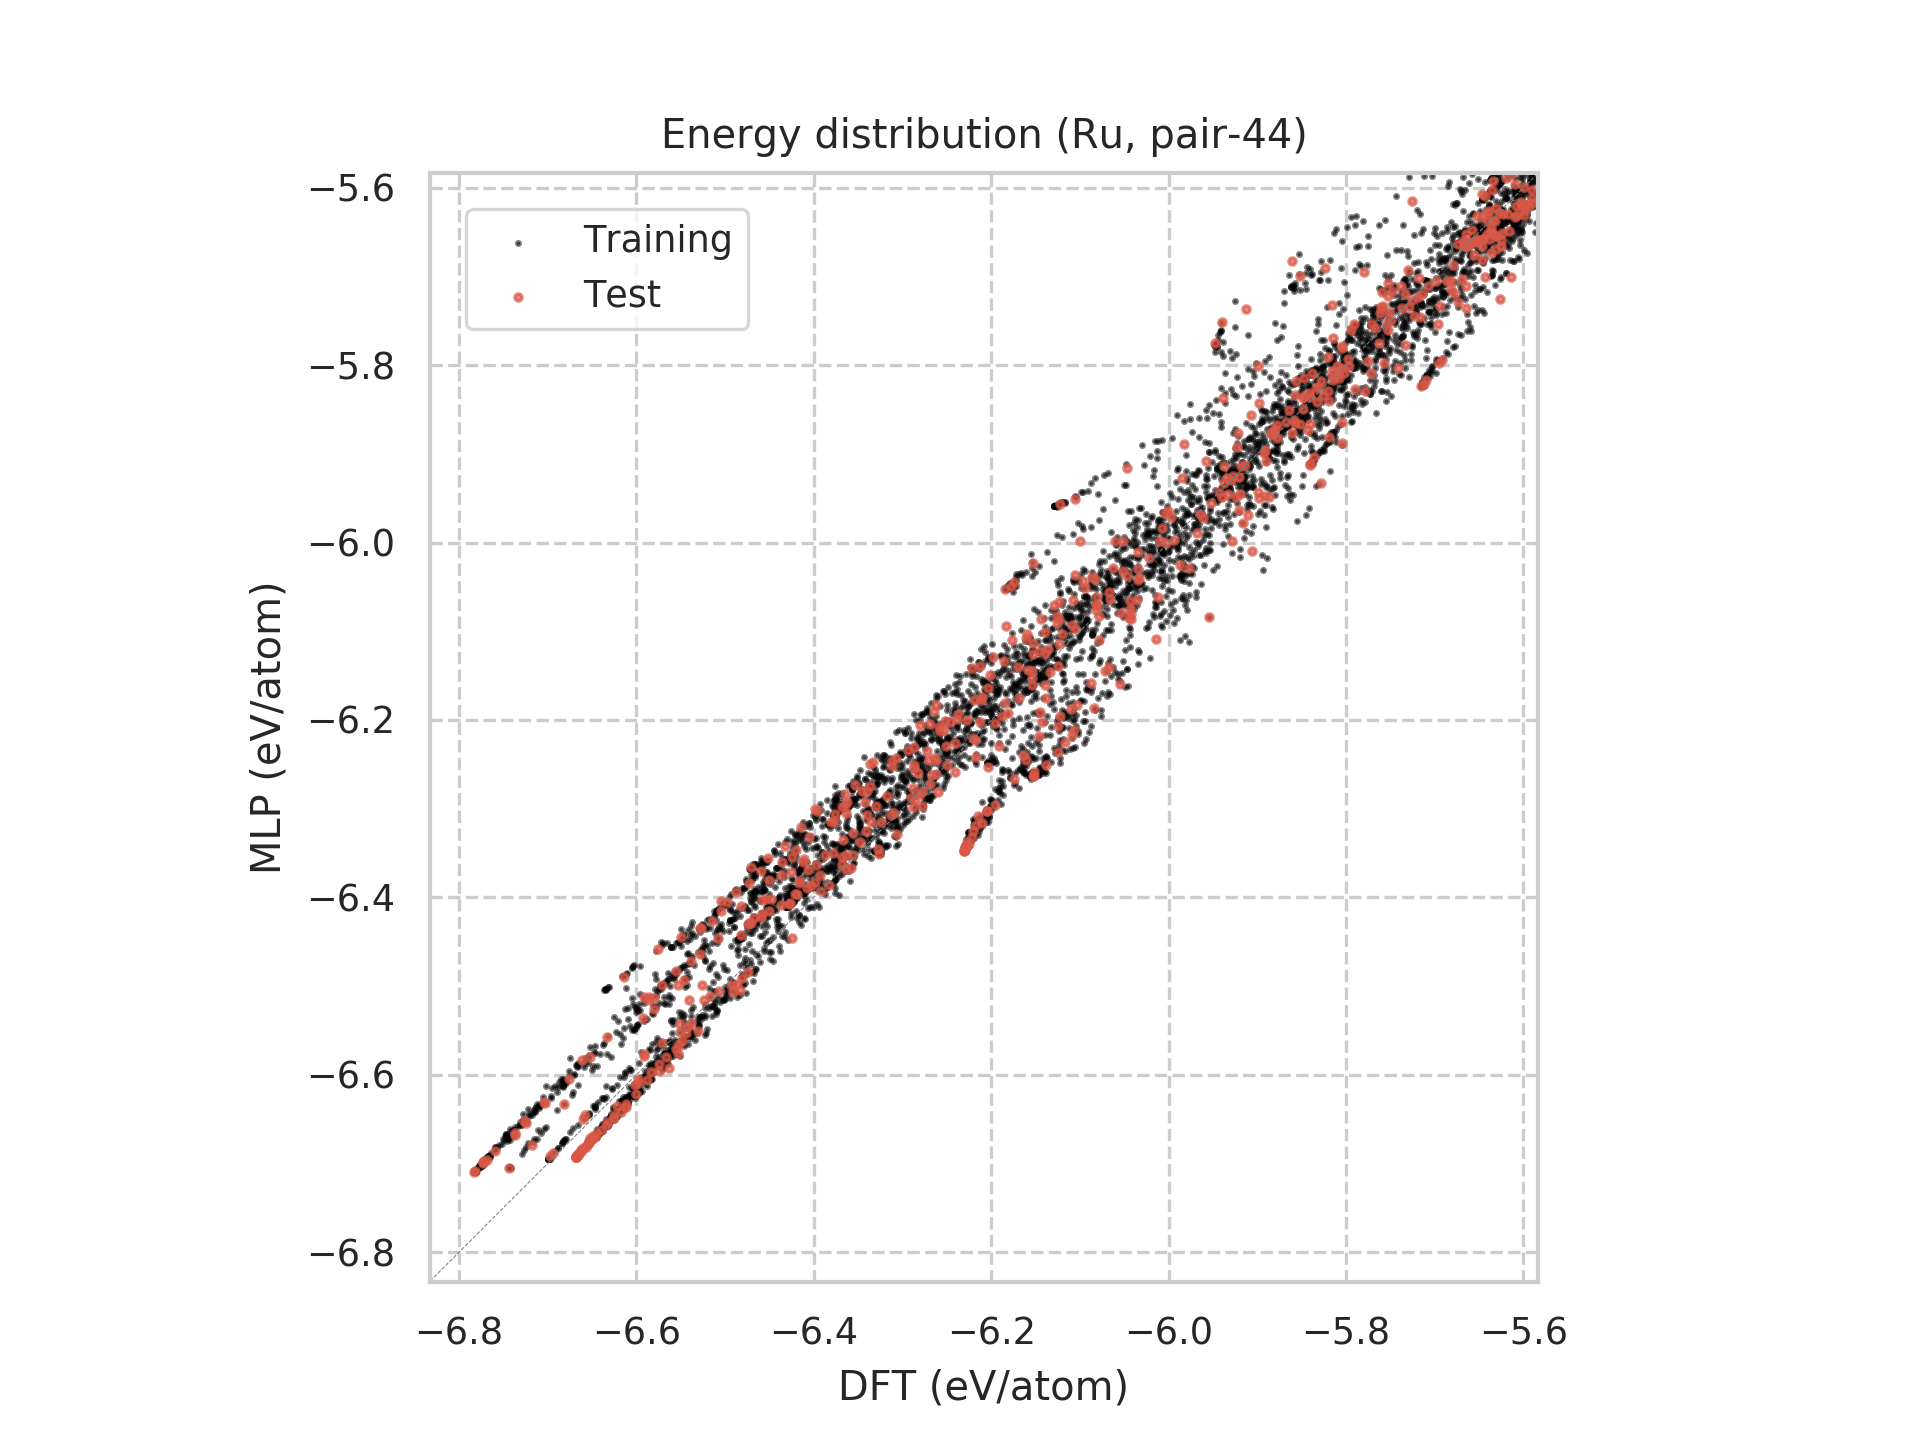 Energy distribution (Ru, pair-44)
Training
Test
−5.6
−5.8
−6.0
−6.2
−6.4
−6.6
−6.8
MLP (eV/atom)
−6.8 −6.6 −6.4 −6.2 −6.0 −5.8 −5.6
DFT (eV/atom)